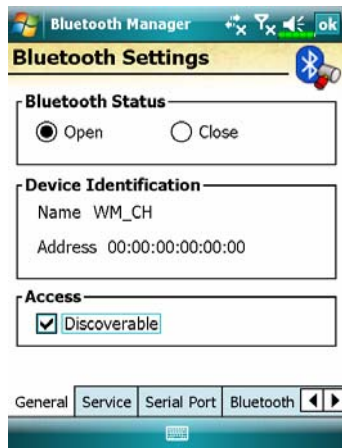 Bluetooth Manager ok
Bluetooth Settings
Bluetooth Status
Open Close
Device Identification
Name WM_CH
Address 00:00:00:00:00:00
Access
Discoverable
General Service Serial Port Bluetooth